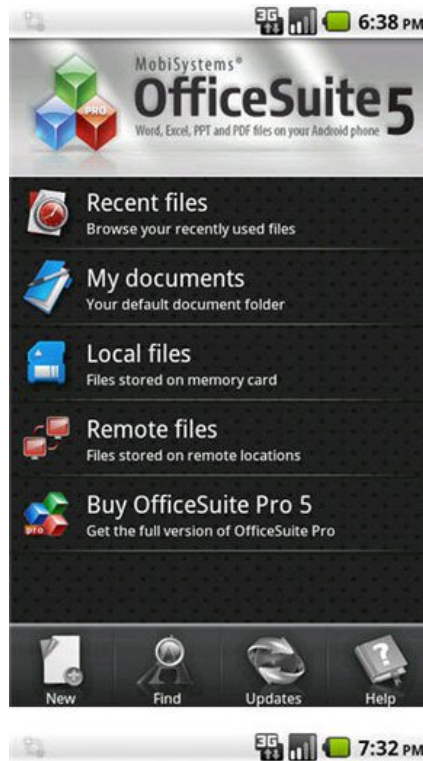 3G 6:38 PM
MobiSystems®
OfficeSuite 5
PRO
Word, Excel, PPT and PDF files on your Android phone
Recent files
Browse your recently used files
My documents
Your default document folder
Local files
Files stored on memory card
Remote files
Files stored on remote locations
Buy OfficeSuite Pro 5
pro
Get the full version of OfficeSuite Pro
New Find Updates Help
3G 7:32 PM